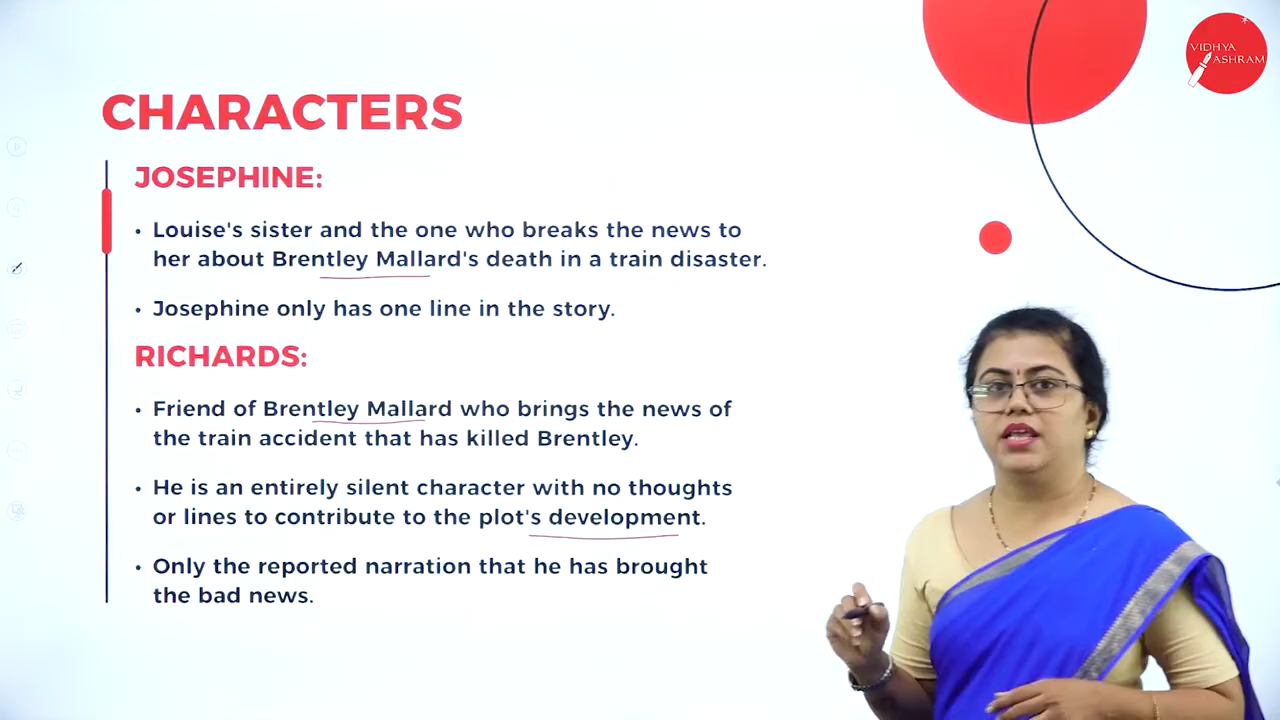 VIDHYA
ASHRAM
CHARACTERS
JOSEPHINE:
• Louise's sister and the one who breaks the news to
her about Brentley Mallard's death in a train disaster.
• Josephine only has one line in the story.
RICHARDS:
• Friend of Brentley Mallard who brings the news of
the train accident that has killed Brentley.
• He is an entirely silent character with no thoughts
or lines to contribute to the plot's development.
• Only the reported narration that he has brought
the bad news.